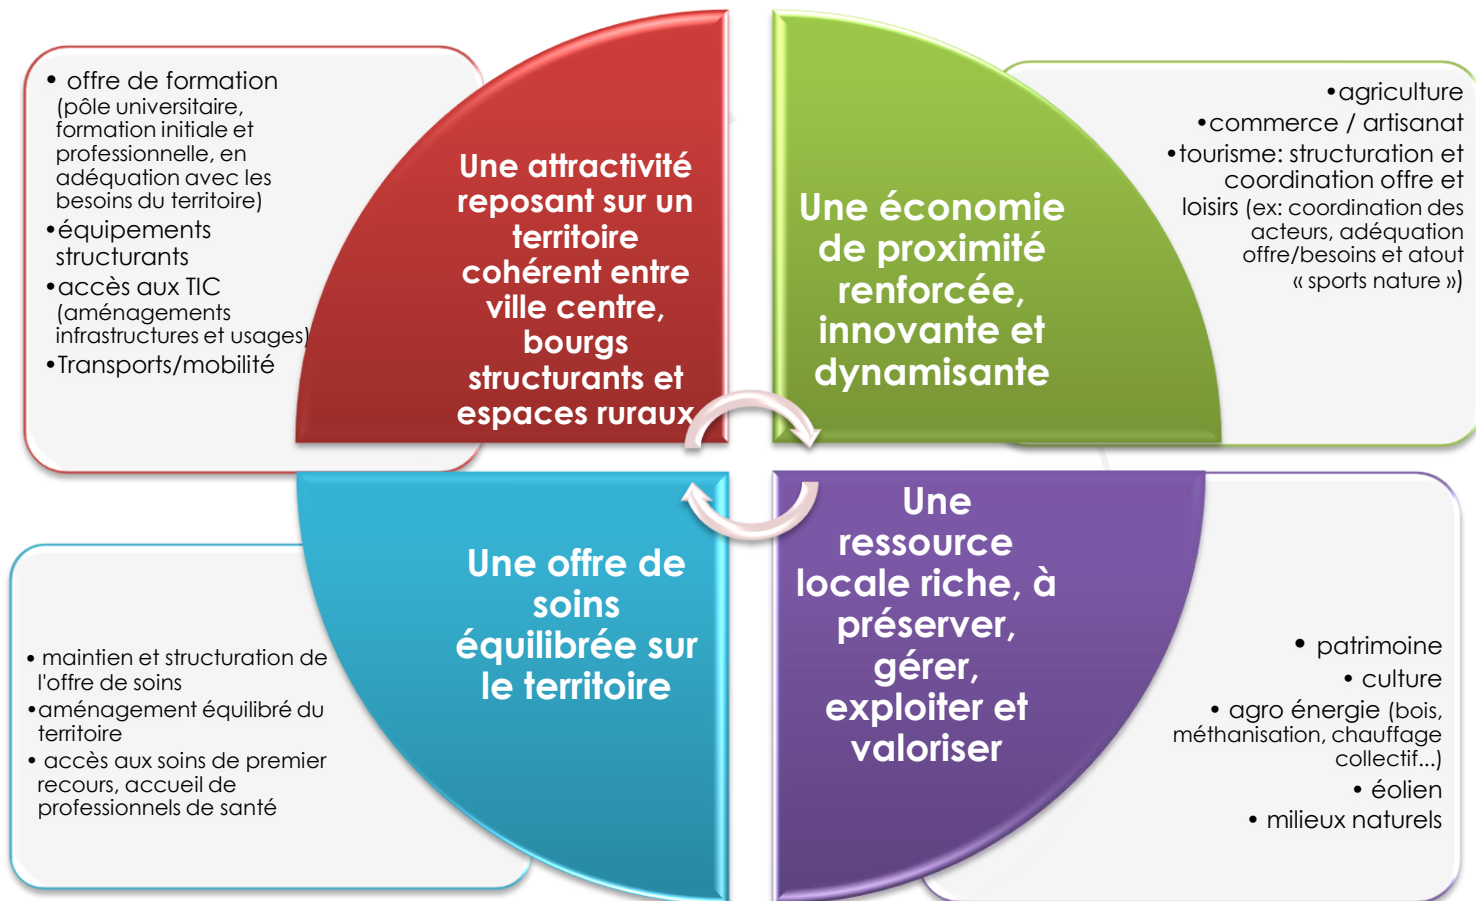 • offre de formation
(pôle universitaire,
formation initiale et
professionnelle, en
adéquation avec les
besoins du territoire)
•équipements
structurants
•accès aux TIC
(aménagements
infrastructures et usages)
•Transports/mobilité
Une attractivité
reposant sur un
territoire
cohérent entre
ville centre,
bourgs
structurants et
espaces ruraux
Une économie
de proximité
renforcée,
innovante et
dynamisante
•agriculture
•commerce / artisanat
•tourisme: structuration et
coordination offre et
loisirs (ex: coordination des
acteurs, adéquation
offre/besoins et atout
« sports nature »)
• maintien et structuration de
l'offre de soins
•aménagement équilibré du
territoire
• accès aux soins de premier
recours, accueil de
professionnels de santé
Une offre de
soins
équilibrée sur
le territoire
Une
ressource
locale riche, à
préserver,
gérer,
exploiter et
valoriser
• patrimoine
• culture
• agro énergie (bois,
méthanisation, chauffage
collectif...)
• éolien
• milieux naturels